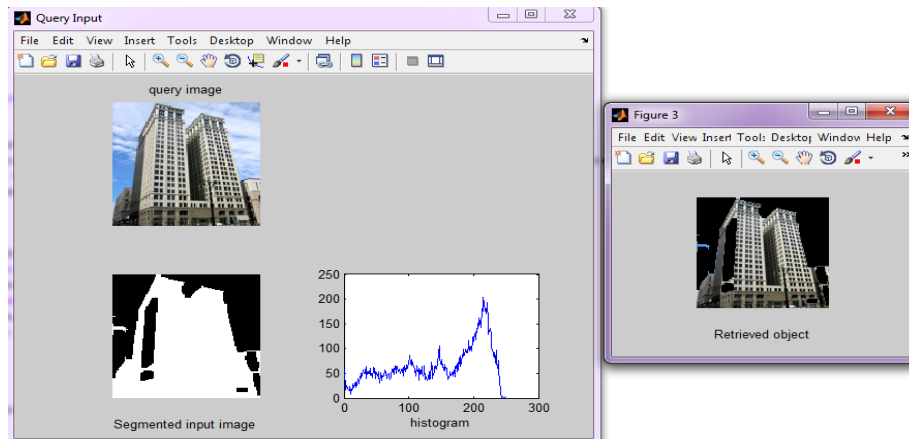 Query Input
File Edit View Insert Tools Desktop Window Help
query image
250
200
150
100
50
0
0 100 200 300
histogram
Segmented input image
Figure 3
File Edit View Insert Tools Desktop Window Help
Retrieved object